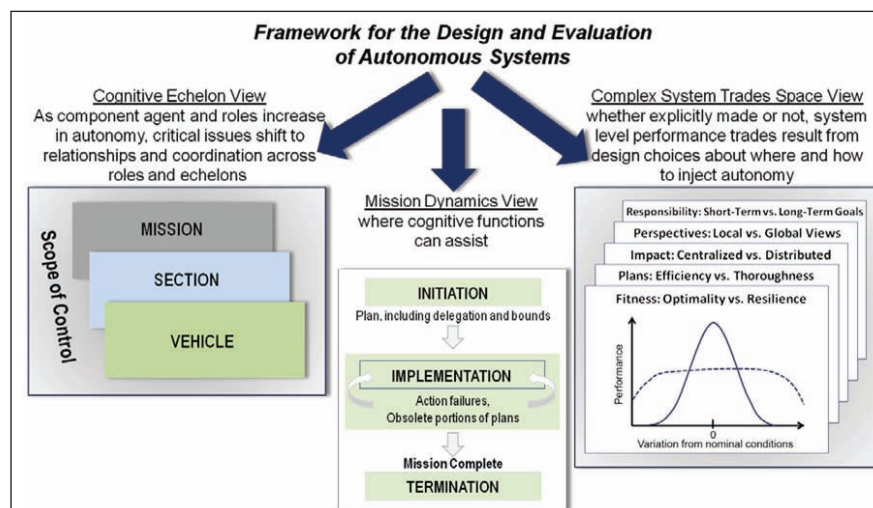 Framework for the Design and Evaluation
of Autonomous Systems
Cognitive Echelon View
As component agent and roles increase
in autonomy, critical issues shift to
relationships and coordination across
roles and echelons
Scope of Control
MISSION
SECTION
VEHICLE
Mission Dynamics View
where cognitive functions
can assist
INITIATION
Plan, including delegation and bounds
IMPLEMENTATION
Action failures,
Obsolete portions of plans
Mission Complete
TERMINATION
Complex System Trades Space View
whether explicitly made or not, system
level performance trades result from
design choices about where and how
to inject autonomy
Responsibility: Short-Term vs. Long-Term Goals
Perspectives: Local vs. Global Views
Impact: Centralized vs. Distributed
Plans: Efficiency vs. Thoroughness
Fitness: Optimality vs. Resilience
Performance
0
Variation from nominal conditions